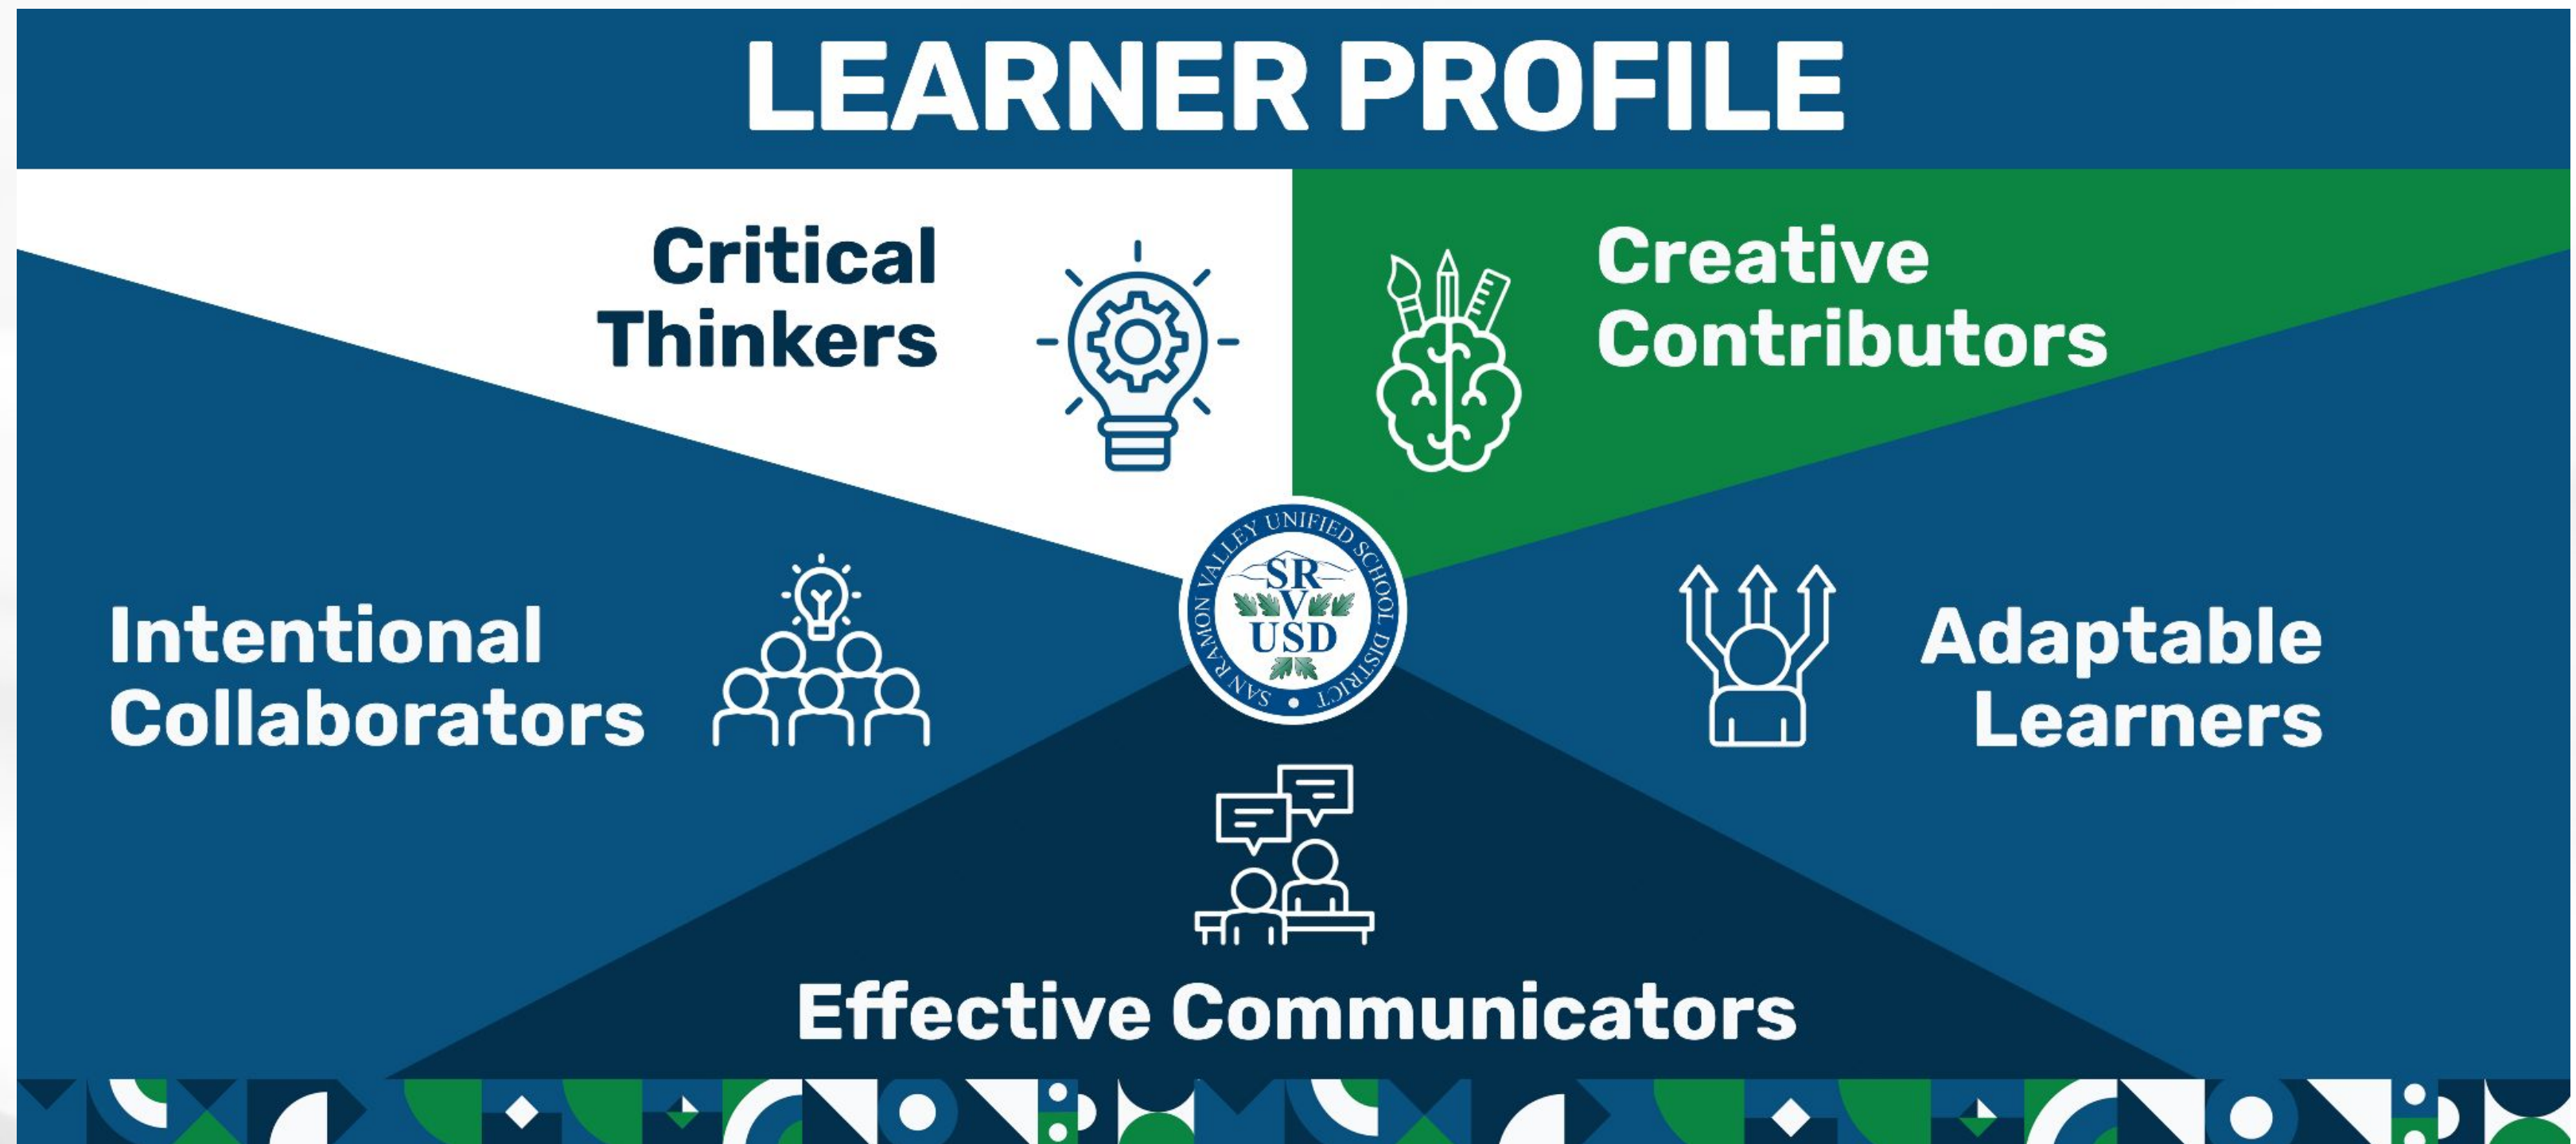 LEARNER PROFILE
Critical
Thinkers
Creative
Contributors
Intentional
Collaborators
SAN RAMON VALLEY UNIFIED SCHOOL DISTRICT
SR
V
USD
Adaptable
Learners
Effective Communicators